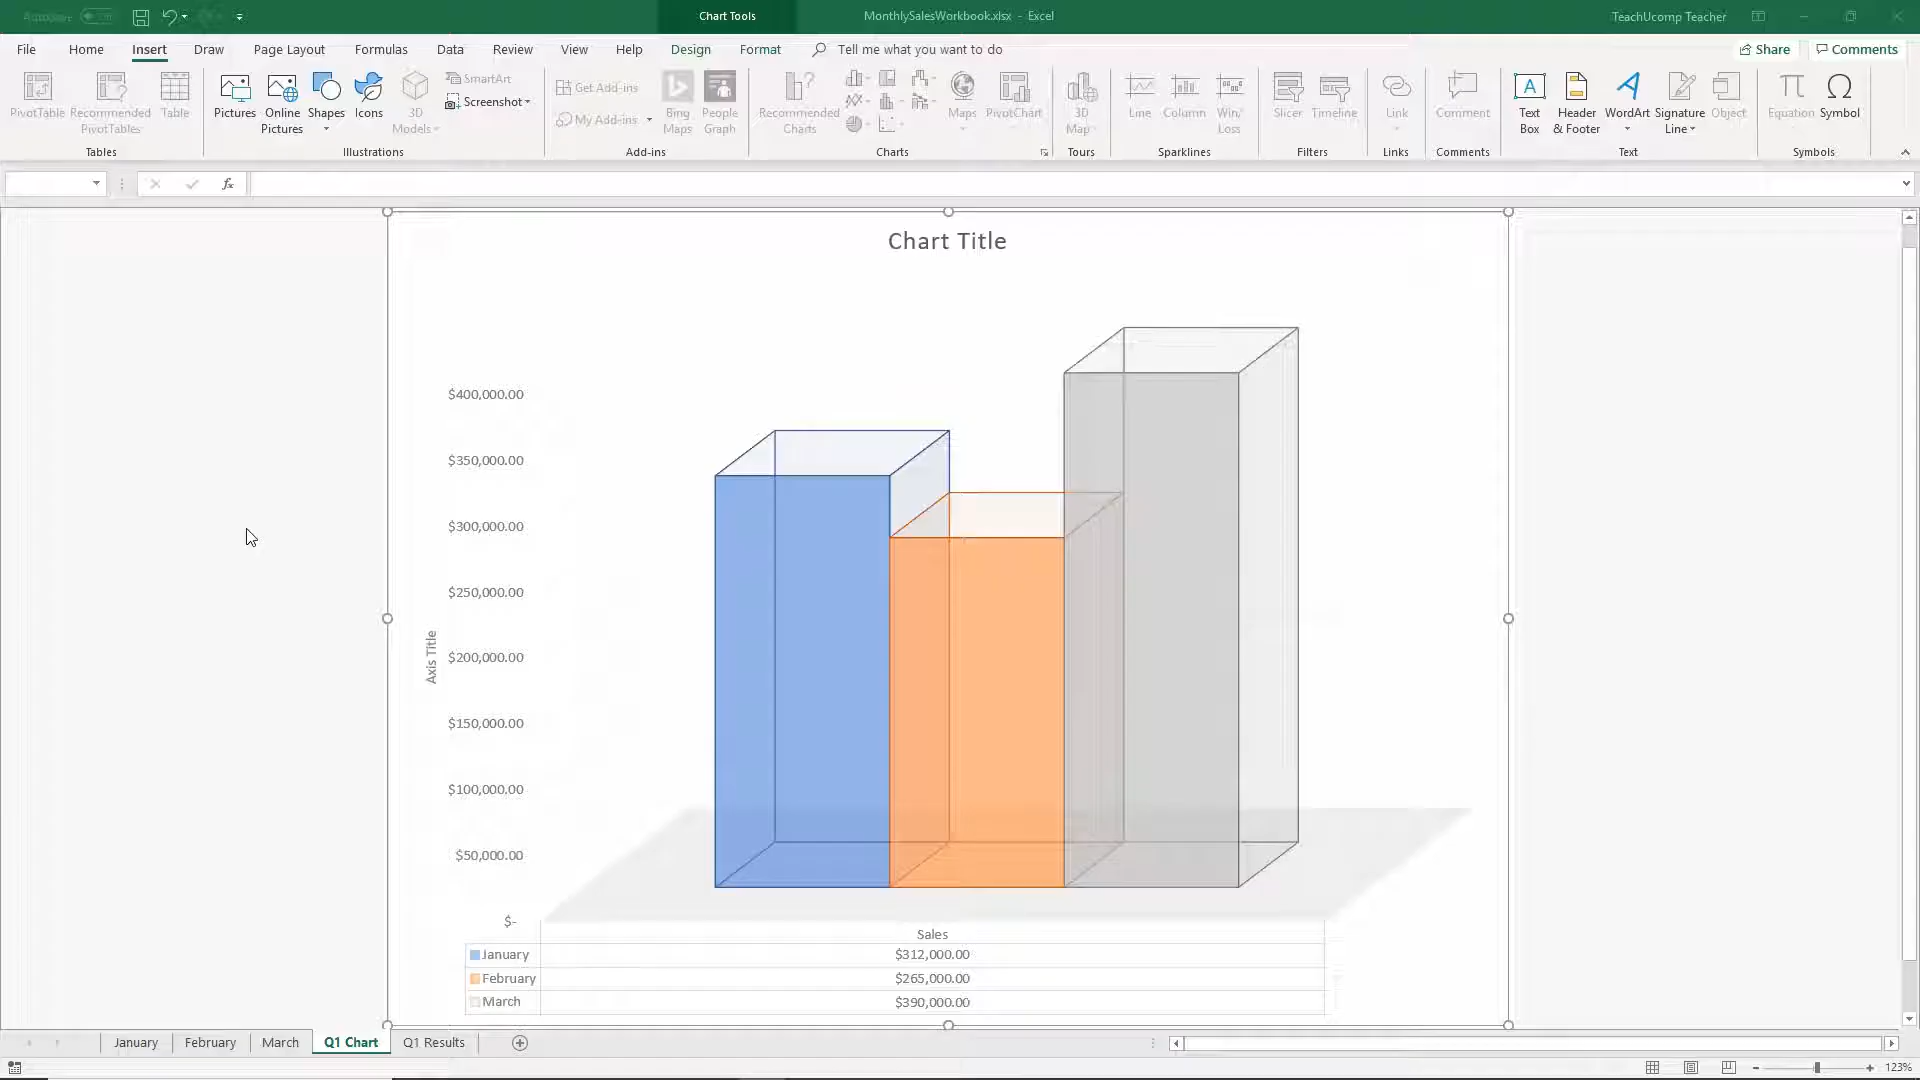 AutoSave Off
Chart Tools
MonthlySalesWorkbook.xlsx - Excel
TeachUcomp Teacher
File Home Insert Draw Page Layout Formulas Data Review View Help Design Format Tell me what you want to do Share Comments
PivotTable
Recommended
PivotTables
Table
Tables
Pictures
Online
Pictures
Shapes
Icons
3D
Models
SmartArt
Screenshot
Illustrations
Get Add-ins
My Add-ins
Bing
Maps
People
Graph
Add-ins
Recommended
Charts
Maps
PivotChart
Charts
3D
Map
Tours
Line
Column
Win/
Loss
Sparklines
Slicer
Timeline
Filters
Link
Links
Comment
Comments
A
Text
Box
Header
& Footer
A
WordArt
Signature
Line
Object
Text
π
Equation
Ω
Symbol
Symbols
fx
Chart Title
$400,000.00
$350,000.00
$300,000.00
$250,000.00
$200,000.00
$150,000.00
$100,000.00
$50,000.00
$-
Axis Title
Sales
January $312,000.00
February $265,000.00
March $390,000.00
January February March Q1 Chart Q1 Results
123%